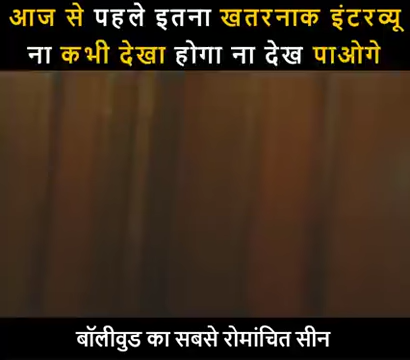 आज से पहले इतना खतरनाक इंटरव्यू
ना कभी देखा होगा ना देख पाओगे
बॉलीवुड का सबसे रोमांचित सीन